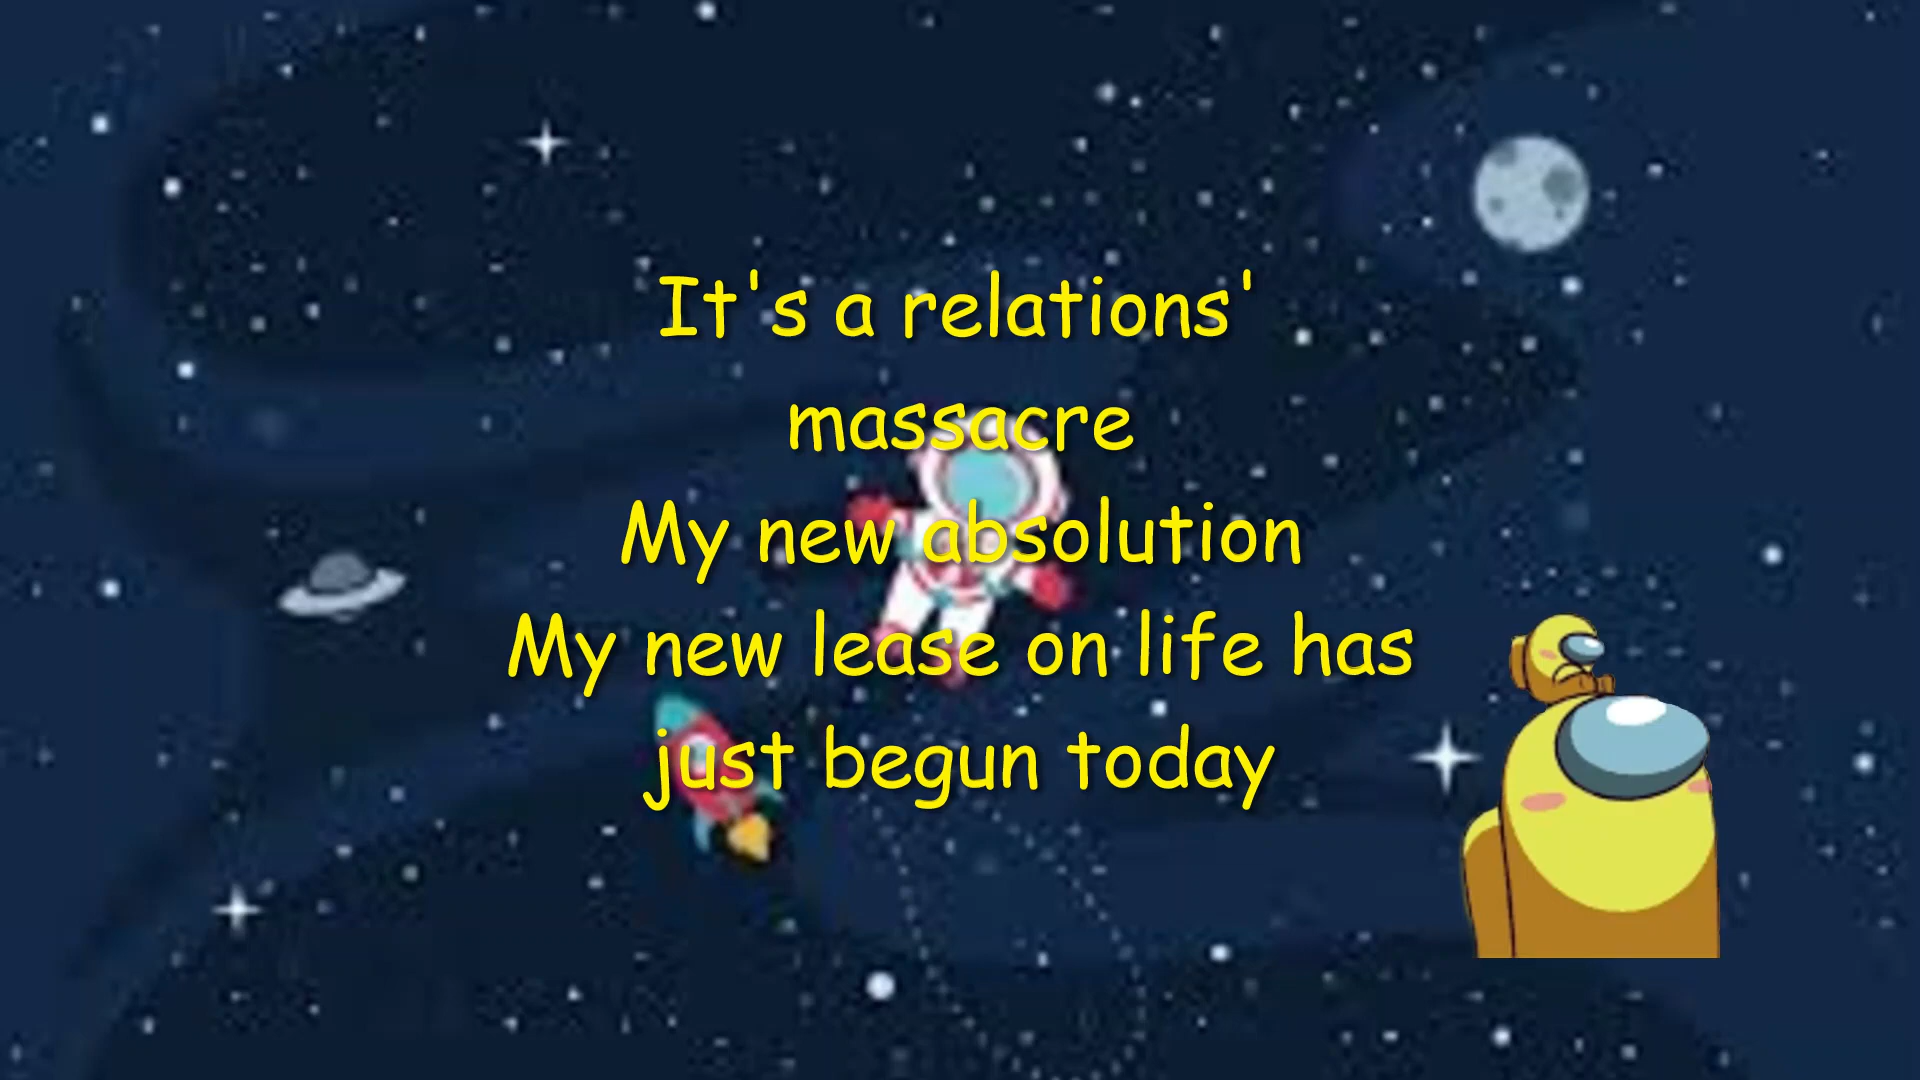 It's a relations'
massacre
My new absolution
My new lease on life has
just begun today